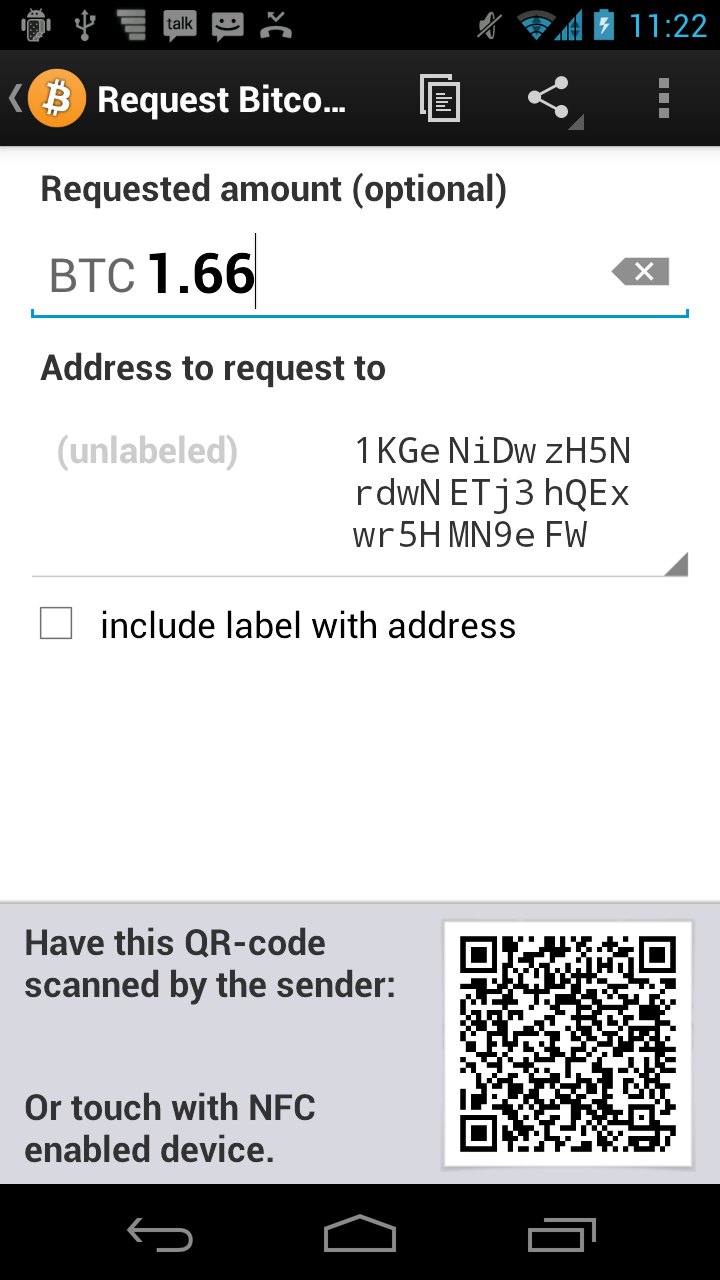 talk
11:22
Request Bitco...
Requested amount (optional)
BTC 1.66
Address to request to
(unlabeled)
1KGe NiDw zH5N
rdwN ETj3 hQEx
wr5H MN9e FW
include label with address
Have this QR-code
scanned by the sender:
Or touch with NFC
enabled device.